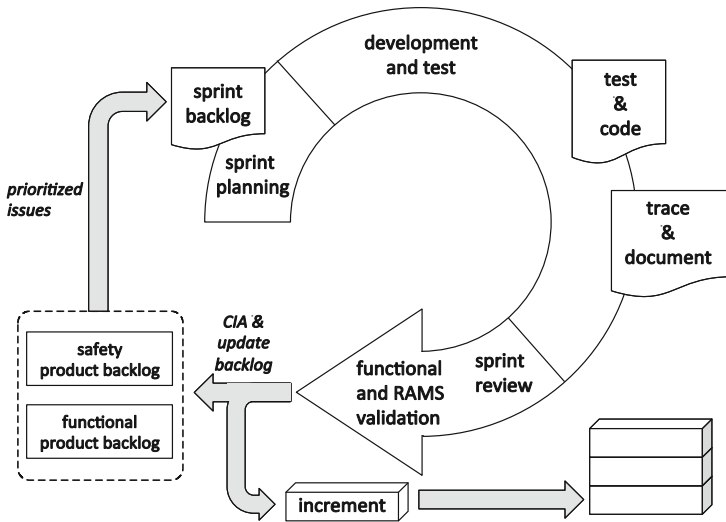 development
and test
sprint
backlog
test
&
code
sprint
planning
prioritized
issues
trace
&
document
CIA &
update
backlog
safety
product backlog
functional
and RAMS
validation
sprint
review
functional
product backlog
increment